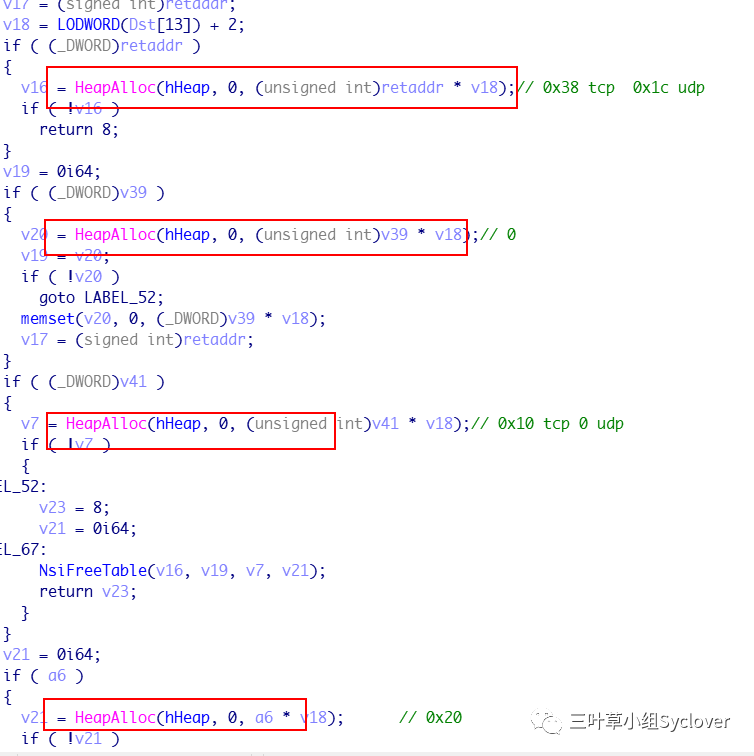 v17 = (signed int)retaddr;
v18 = LODWORD(Dst[13]) + 2;
if ( (_DWORD)retaddr )
{
v16 = HeapAlloc(hHeap, 0, (unsigned int)retaddr * v18);// 0x38 tcp  0x1c udp
if ( !v16 )
return 8;
}
v19 = 0i64;
if ( (_DWORD)v39 )
{
v20 = HeapAlloc(hHeap, 0, (unsigned int)v39 * v18);// 0
v19 = v20;
if ( !v20 )
goto LABEL_52;
memset(v20, 0, (_DWORD)v39 * v18);
v17 = (signed int)retaddr;
}
if ( (_DWORD)v41 )
{
v7 = HeapAlloc(hHeap, 0, (unsigned int)v41 * v18);// 0x10 tcp 0 udp
if ( !v7 )
{
EL_52:
v23 = 8;
v21 = 0i64;
EL_67:
NsiFreeTable(v16, v19, v7, v21);
return v23;
}
}
v21 = 0i64;
if ( a6 )
{
v21 = HeapAlloc(hHeap, 0, a6 * v18);      // 0x20
if ( !v21 )
三叶草小组Syclover